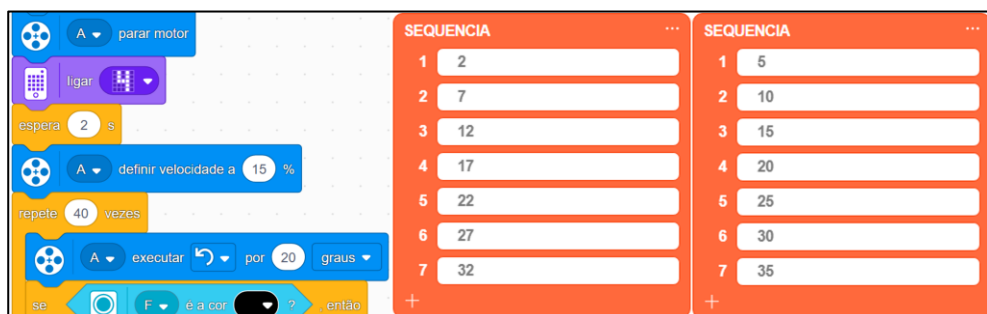 A parar motor
ligar
espera 2 s
A definir velocidade a 15 %
repete 40 vezes
A executar por 20 graus
se F é a cor ? , então
SEQUENCIA ...
1 2
2 7
3 12
4 17
5 22
6 27
7 32
+
SEQUENCIA ...
1 5
2 10
3 15
4 20
5 25
6 30
7 35
+